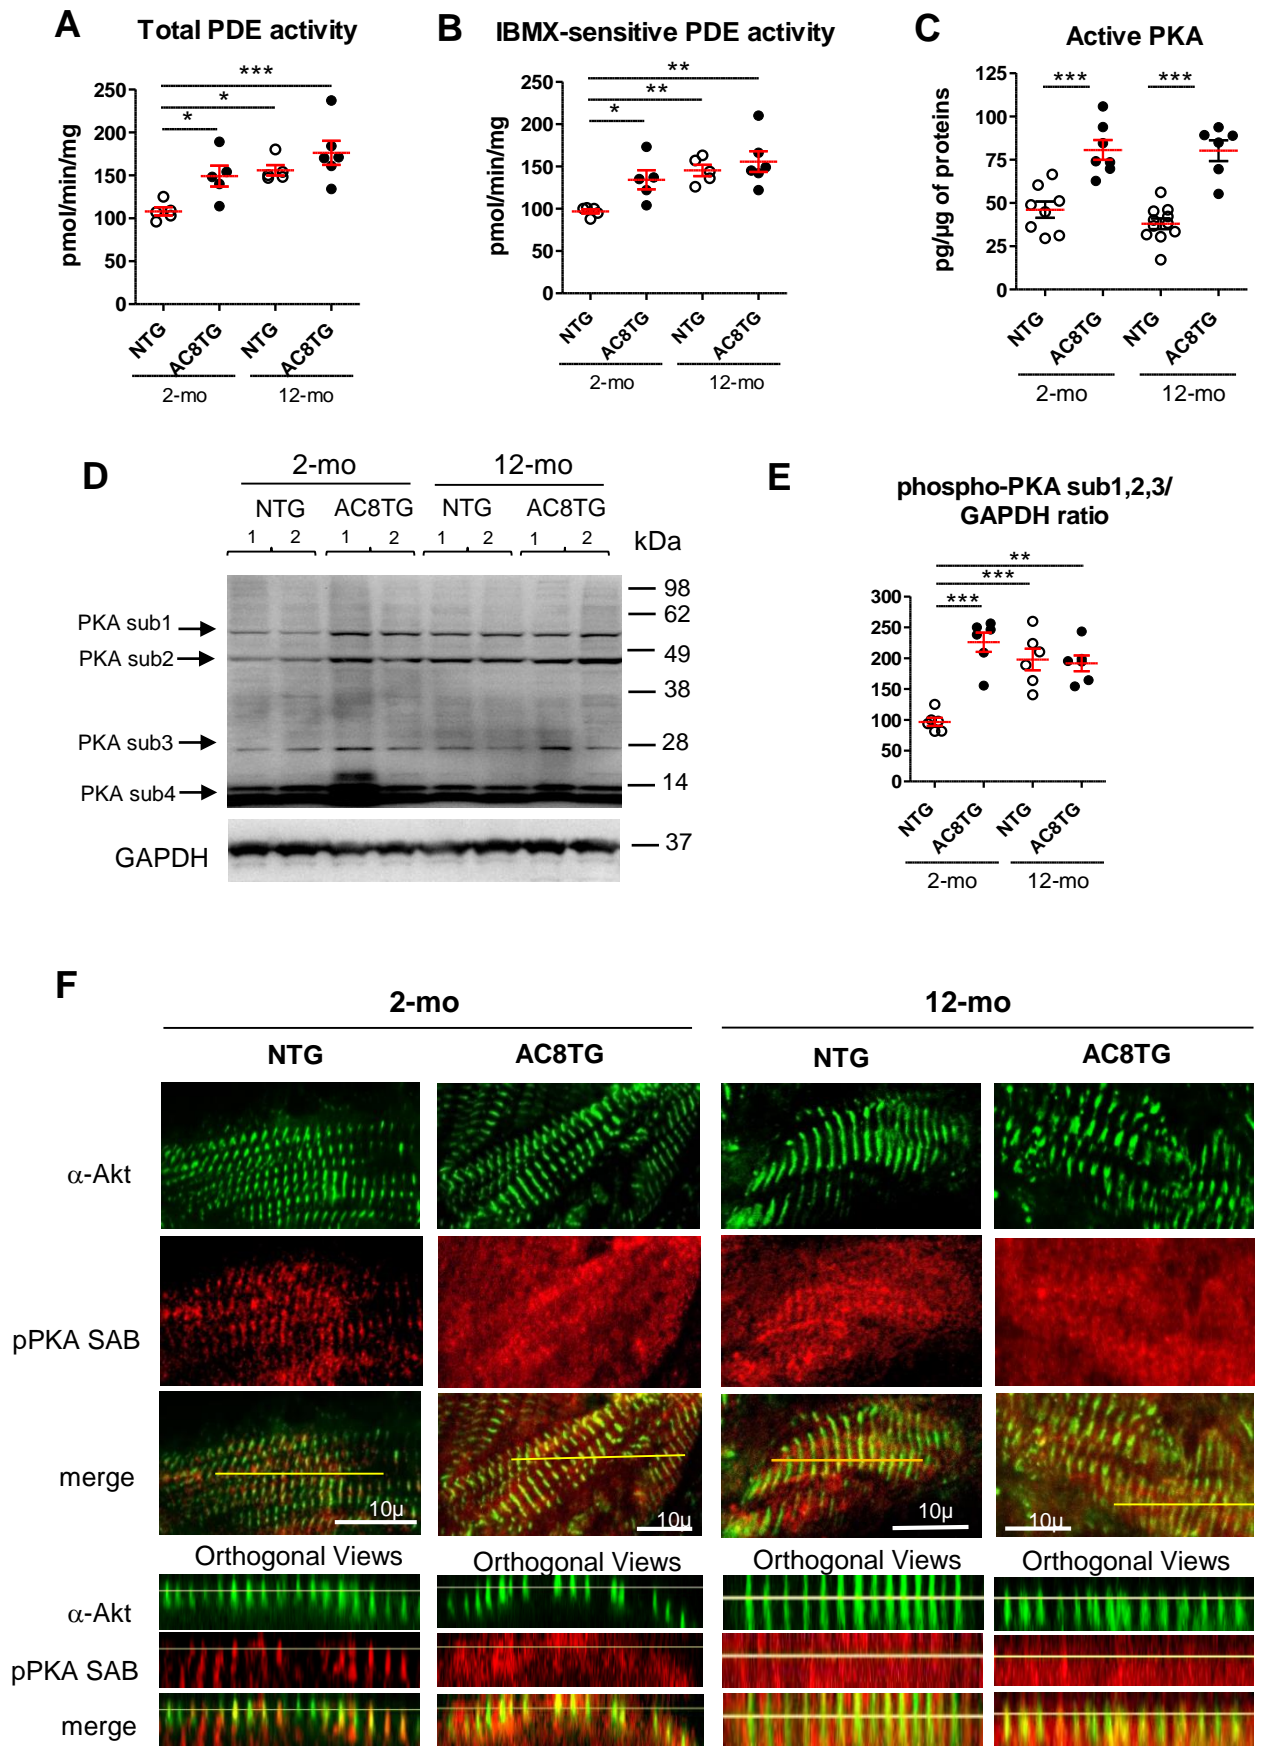 A
Total PDE activity
pmol/min/mg
250
200
150
100
50
0
***
*
*
NTG
AC8TG
NTG
AC8TG
2-mo
12-mo
B
IBMX-sensitive PDE activity
pmol/min/mg
250
200
150
100
50
0
**
**
*
NTG
AC8TG
NTG
AC8TG
2-mo
12-mo
C
Active PKA
pg/µg of proteins
125
100
75
50
25
0
***
***
NTG
AC8TG
NTG
AC8TG
2-mo
12-mo
D
2-mo
12-mo
NTG
AC8TG
NTG
AC8TG
1 2 1 2 1 2 1 2
kDa
98
62
49
38
28
14
37
PKA sub1
PKA sub2
PKA sub3
PKA sub4
GAPDH
E
phospho-PKA sub1,2,3/
GAPDH ratio
300
250
200
150
100
50
0
**
***
***
NTG
AC8TG
NTG
AC8TG
2-mo
12-mo
F
2-mo
12-mo
NTG
AC8TG
NTG
AC8TG
α-Akt
pPKA SAB
merge
10µ
10µ
10µ
10µ
Orthogonal Views
Orthogonal Views
Orthogonal Views
Orthogonal Views
α-Akt
pPKA SAB
merge